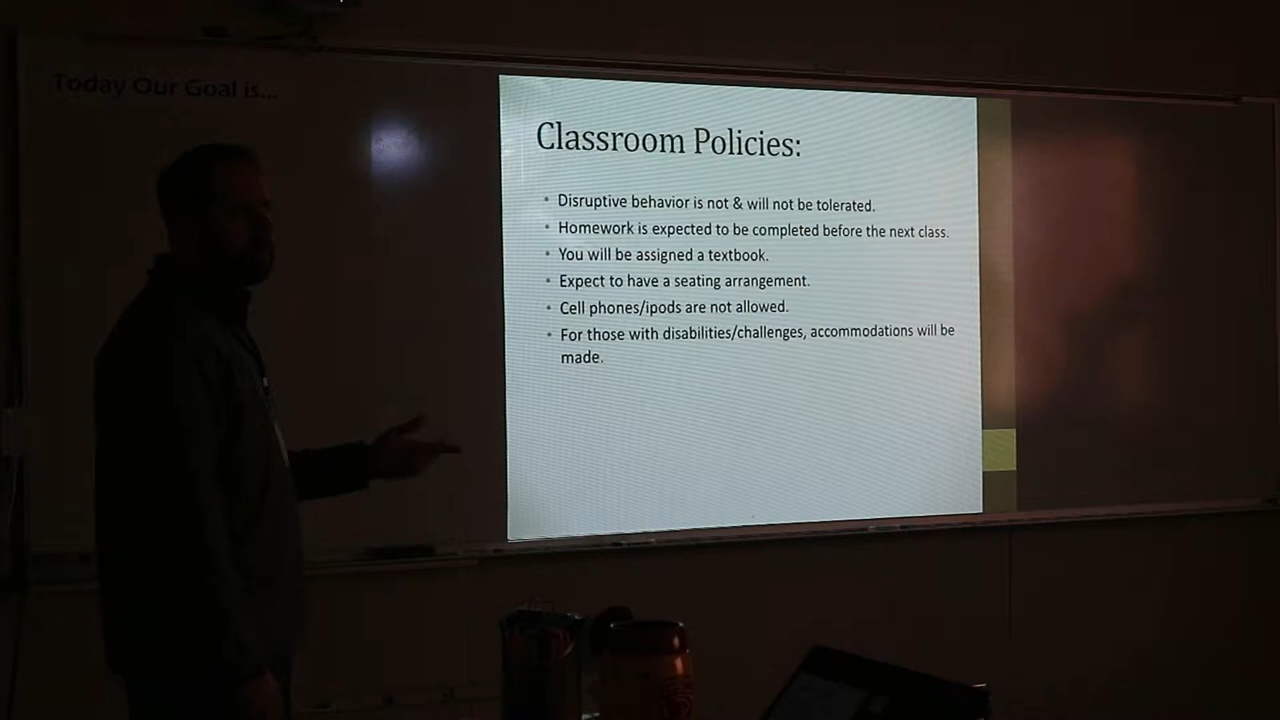 Today Our Goal is...
Classroom Policies:
• Disruptive behavior is not & will not be tolerated.
• Homework is expected to be completed before the next class.
• You will be assigned a textbook.
• Expect to have a seating arrangement.
• Cell phones/ipods are not allowed.
• For those with disabilities/challenges, accommodations will be
made.